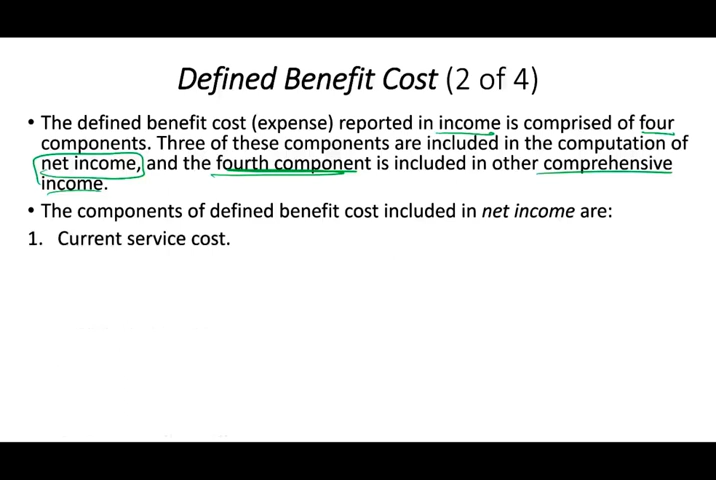 Defined Benefit Cost (2 of 4)
• The defined benefit cost (expense) reported in income is comprised of four
components. Three of these components are included in the computation of
net income, and the fourth component is included in other comprehensive
income.
• The components of defined benefit cost included in net income are:
1. Current service cost.